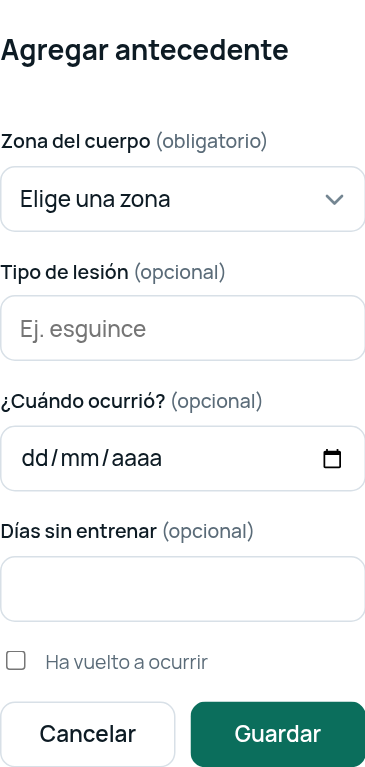 Agregar antecedente
Zona del cuerpo (obligatorio)
Elige una zona
Tipo de lesión (opcional)
Ej. esguince
¿Cuándo ocurrió? (opcional)
dd/mm/aaaa
Días sin entrenar (opcional)
Ha vuelto a ocurrir
Cancelar
Guardar